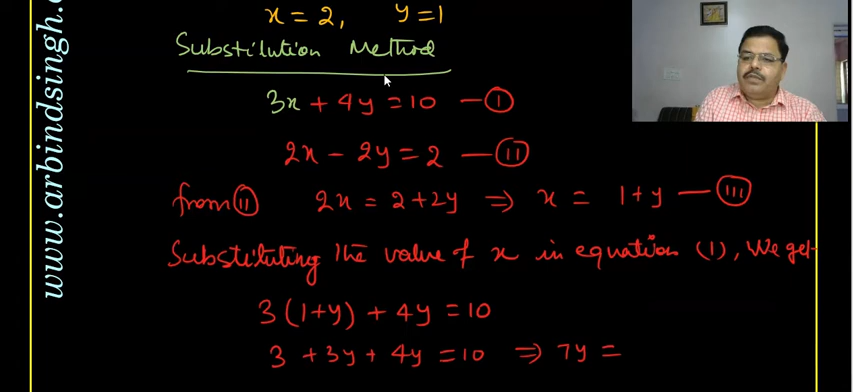 x = 2, y = 1
Substitution Method
3x + 4y = 10 — (I)
2x - 2y = 2 — (II)
from (II) 2x = 2 + 2y ⇒ x = 1 + y — (III)
Substituting the value of x in equation (1), We get-
3 (1+y) + 4y = 10
3 + 3y + 4y = 10 ⇒ 7y =
www.arbindsingh.c